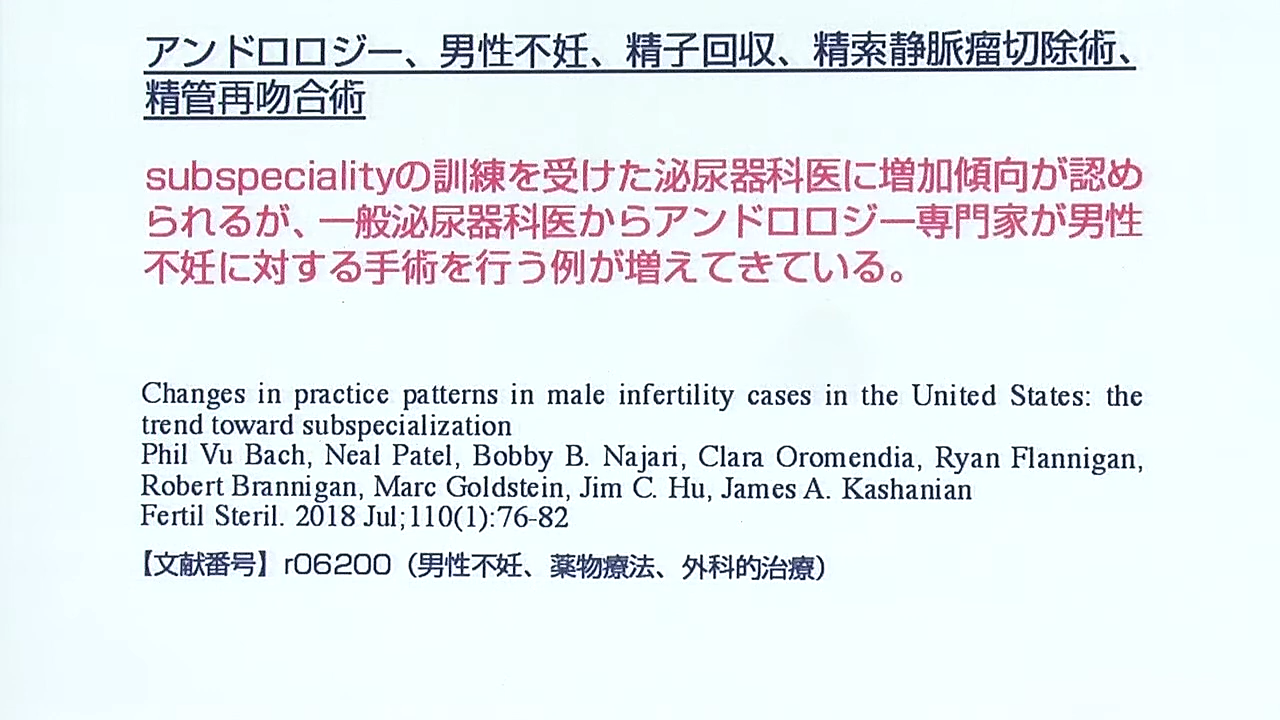 アンドロロジー、男性不妊、精子回収、精索静脈瘤切除術、
精管再吻合術
subspecialityの訓練を受けた泌尿器科医に増加傾向が認め
られるが、一般泌尿器科医からアンドロロジー専門家が男性
不妊に対する手術を行う例が増えてきている。
Changes in practice patterns in male infertility cases in the United States: the
trend toward subspecialization
Phil Vu Bach, Neal Patel, Bobby B. Najari, Clara Oromendia, Ryan Flannigan,
Robert Brannigan, Marc Goldstein, Jim C. Hu, James A. Kashanian
Fertil Steril. 2018 Jul;110(1):76-82
【文献番号】r06200（男性不妊、薬物療法、外科的治療）